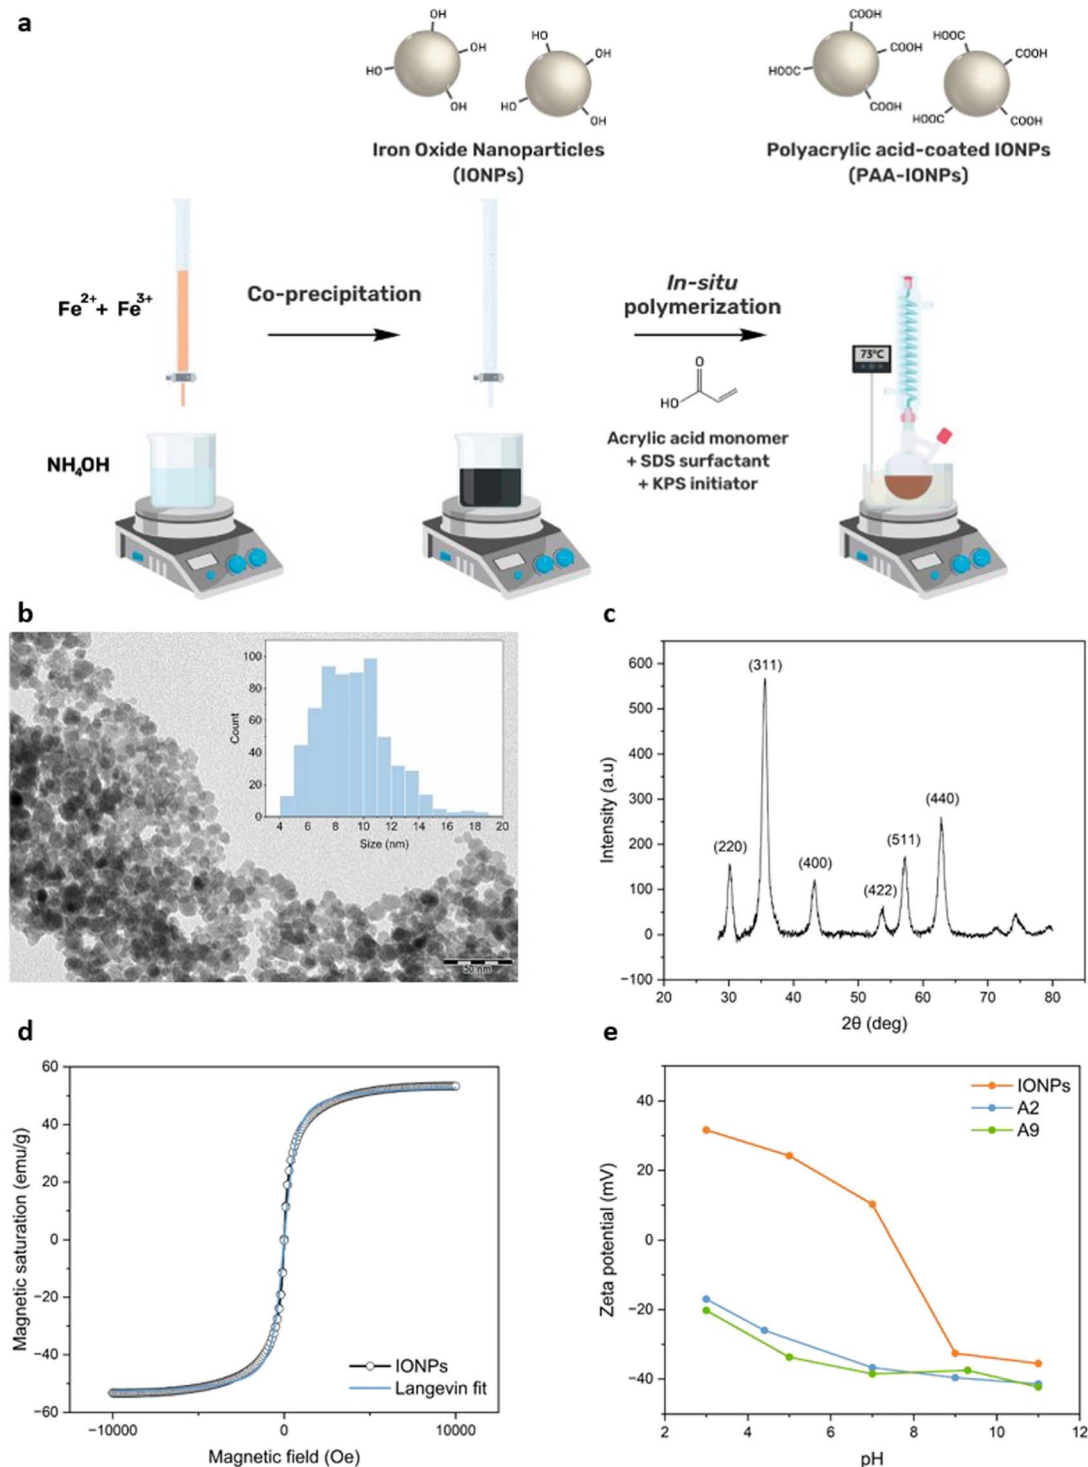 a
OH
OH
HO
OH
HO
OH
HO
OH
Iron Oxide Nanoparticles
(IONPs)
COOH
COOH
HOOC
COOH
HOOC
COOH
HOOC
COOH
Polyacrylic acid-coated IONPs
(PAA-IONPs)
Fe2+ + Fe3+
NH4OH
Co-precipitation
In-situ
polymerization
O
HO
Acrylic acid monomer
+ SDS surfactant
+ KPS initiator
73°C
b
100
80
60
40
20
0
Count
4 6 8 10 12 14 16 18 20
Size (nm)
50 nm
c
600
500
400
300
200
100
0
−100
Intensity (a.u)
(220)
(311)
(400)
(422)
(511)
(440)
20 30 40 50 60 70 80
2θ (deg)
d
60
40
20
0
−20
−40
−60
Magnetic saturation (emu/g)
IONPs
Langevin fit
−10000 0 10000
Magnetic field (Oe)
e
40
20
0
−20
−40
Zeta potential (mV)
IONPs
A2
A9
2 4 6 8 10 12
pH